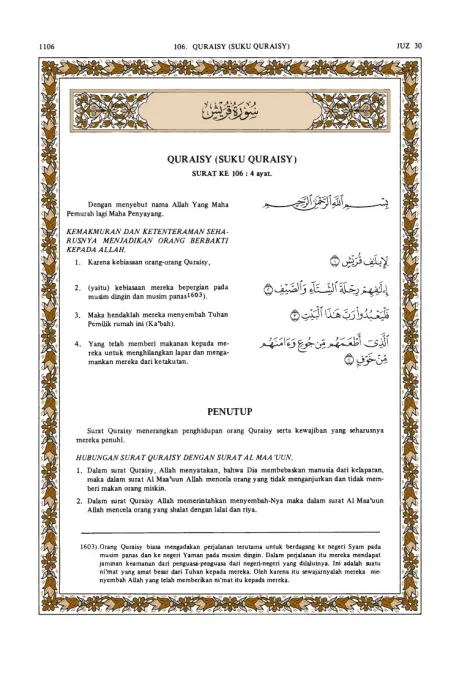 1106
106. QURAISY (SUKU QURAISY)
JUZ 30
سُورَةُ قُرَيْشٍ
QURAISY (SUKU QURAISY)
SURAT KE 106 : 4 ayat.
Dengan menyebut nama Allah Yang Maha
Pemurah lagi Maha Penyayang.
بِسْمِ اللَّهِ الرَّحْمَٰنِ الرَّحِيمِ
KEMAKMURAN DAN KETENTERAMAN SEHA-
RUSNYA MENJADIKAN ORANG BERBAKTI
KEPADA ALLAH.
1. Karena kebiasaan orang-orang Quraisy,
لِإِيلَافِ قُرَيْشٍ ١
2. (yaitu) kebiasaan mereka bepergian pada
musim dingin dan musim panas1603).
إِيلَافِهِمْ رِحْلَةَ الشِّتَاءِ وَالصَّيْفِ ٢
3. Maka hendaklah mereka menyembah Tuhan
Pemilik rumah ini (Ka'bah).
فَلْيَعْبُدُوا رَبَّ هَٰذَا الْبَيْتِ ٣
4. Yang telah memberi makanan kepada me-
reka untuk menghilangkan lapar dan menga-
mankan mereka dari ketakutan.
الَّذِي أَطْعَمَهُمْ مِنْ جُوعٍ وَءَامَنَهُمْ
مِنْ خَوْفٍ ٤
PENUTUP
Surat Quraisy menerangkan penghidupan orang Quraisy serta kewajiban yang seharusnya
mereka penuhi.
HUBUNGAN SURAT QURAISY DENGAN SURAT AL MAA 'UUN.
1. Dalam surat Quraisy, Allah menyatakan, bahwa Dia membebaskan manusia dari kelaparan,
maka dalam surat Al Maa'uun Allah mencela orang yang tidak menganjurkan dan tidak mem-
beri makan orang miskin.
2. Dalam surat Quraisy Allah memerintahkan menyembah-Nya maka dalam surat Al Maa'uun
Allah mencela orang yang shalat dengan lalai dan riya.
1603). Orang Quraisy biasa mengadakan perjalanan terutama untuk berdagang ke negeri Syam pada
musim panas dan ke negeri Yaman pada musim dingin. Dalam perjalanan itu mereka mendapat
jaminan keamanan dari penguasa-penguasa dari negeri-negeri yang dilaluinya. Ini adalah suatu
ni'mat yang amat besar dari Tuhan kepada mereka. Oleh karena itu sewajarnyalah mereka me-
nyembah Allah yang telah memberikan ni'mat itu kepada mereka.